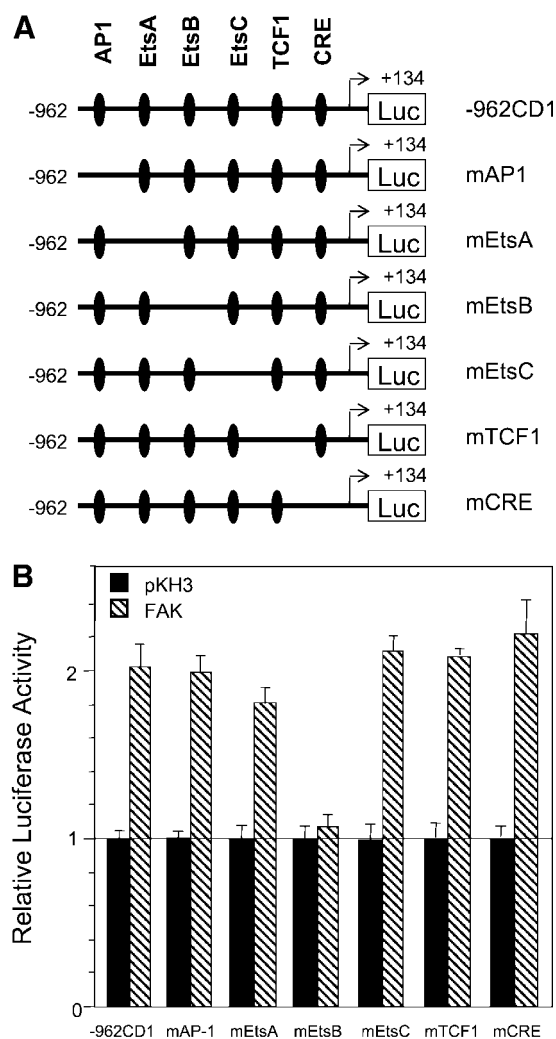 A
AP1 EtsA EtsB EtsC TCF1 CRE
+134
-962 Luc -962CD1
+134
-962 Luc mAP1
+134
-962 Luc mEtsA
+134
-962 Luc mEtsB
+134
-962 Luc mEtsC
+134
-962 Luc mTCF1
+134
-962 Luc mCRE
B
pKH3
FAK
Relative Luciferase Activity
2
1
0
-962CD1 mAP-1 mEtsA mEtsB mEtsC mTCF1 mCRE